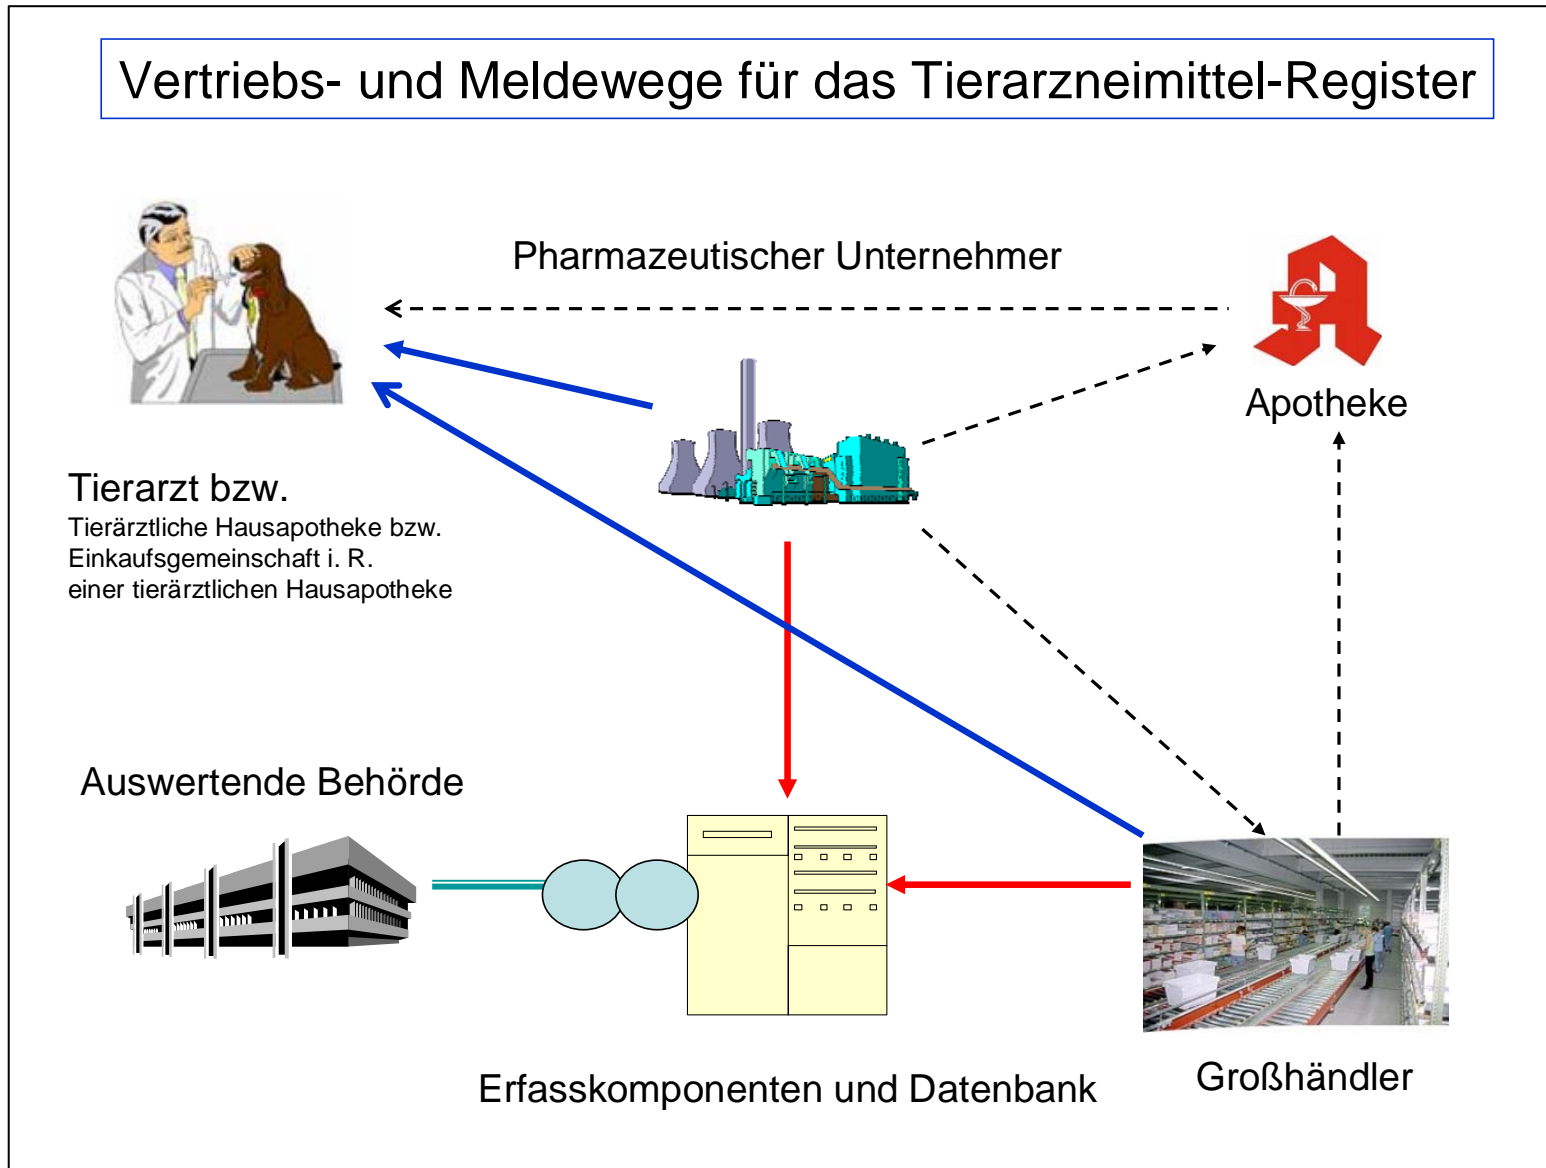 Vertriebs- und Meldewege für das Tierarzneimittel-Register
Pharmazeutischer Unternehmer
Apotheke
Tierarzt bzw.
Tierärztliche Hausapotheke bzw.
Einkaufsgemeinschaft i. R.
einer tierärztlichen Hausapotheke
Auswertende Behörde
Erfasskomponenten und Datenbank
Großhändler